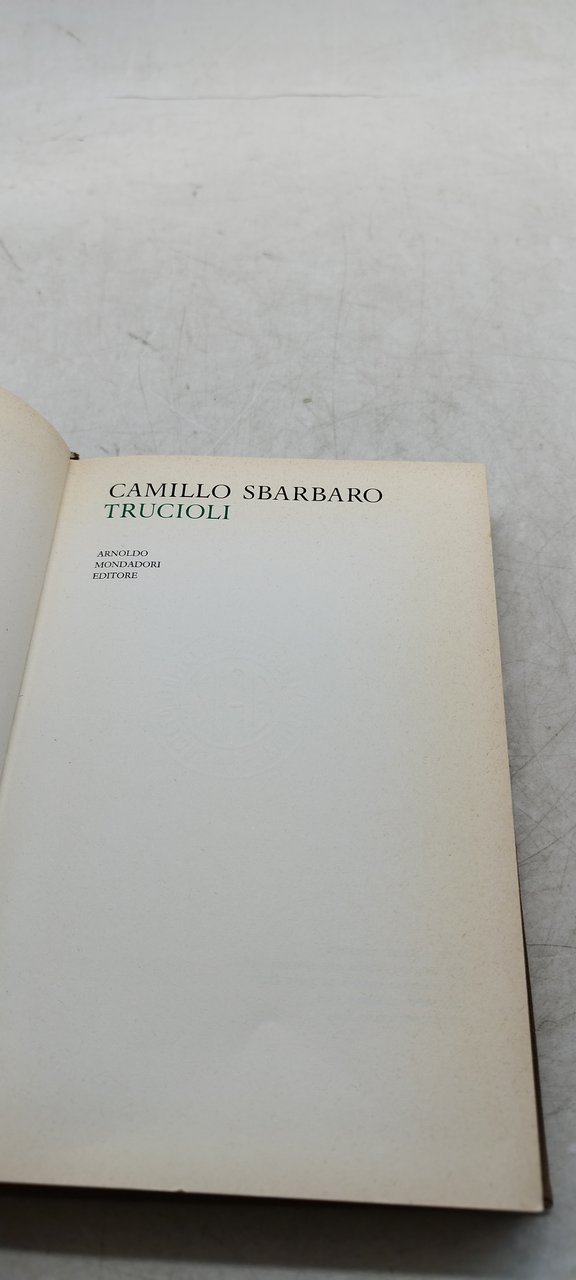 CAMILLO SBARBARO
TRUCIOLI
ARNOLDO
MONDADORI
EDITORE